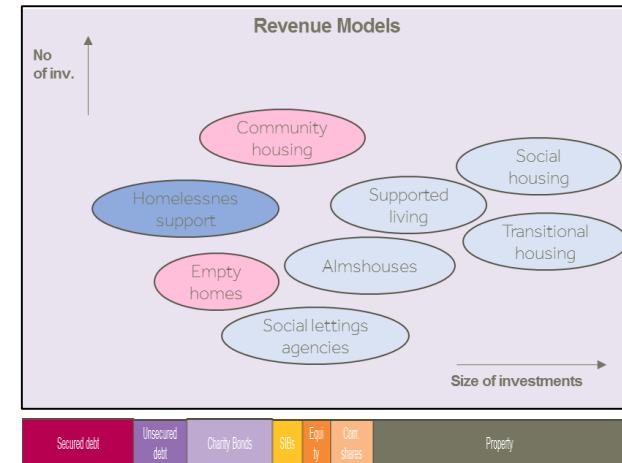 Revenue Models
No
of inv.
Community
housing
Social
housing
Homelessnes
support
Supported
living
Transitional
housing
Empty
homes
Almshouses
Social lettings
agencies
Size of investments
Secured debt
Unsecured
debt
Charity Bonds
SIBs
Equi
ty
Com.
shares
Property